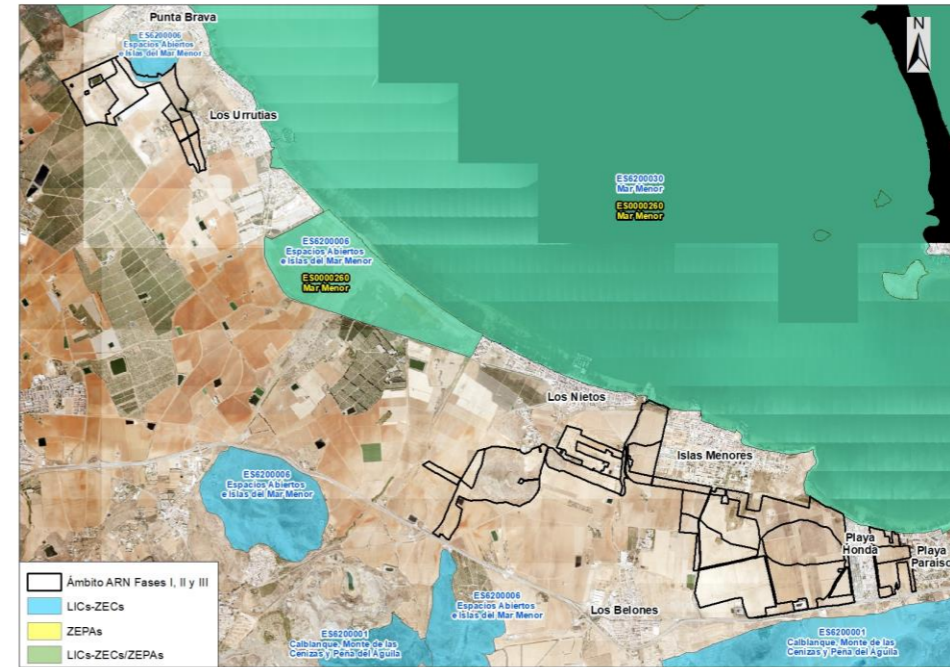 Punta Brava
ES6200006
Espacios Abiertos
e Islas del Mar Menor
N
Los Urrutias
ES6200030
Mar Menor
ES0000260
Mar Menor
ES6200006
Espacios Abiertos
e Islas del Mar Menor
ES0000260
Mar Menor
Los Nietos
Islas Menores
ES6200006
Espacios Abiertos
e Islas del Mar Menor
Playa
Honda
Playa
Paraiso
ES6200006
Espacios Abiertos
e Islas del Mar Menor
Los Belones
ES6200001
Calblanque, Monte de las
Cenizas y Peña del Águila
ES6200001
Calblanque, Monte de las
Cenizas y Peña del Águila
Ámbito ARN Fases I, II y III
LICs-ZECs
ZEPAs
LICs-ZECs/ZEPAs